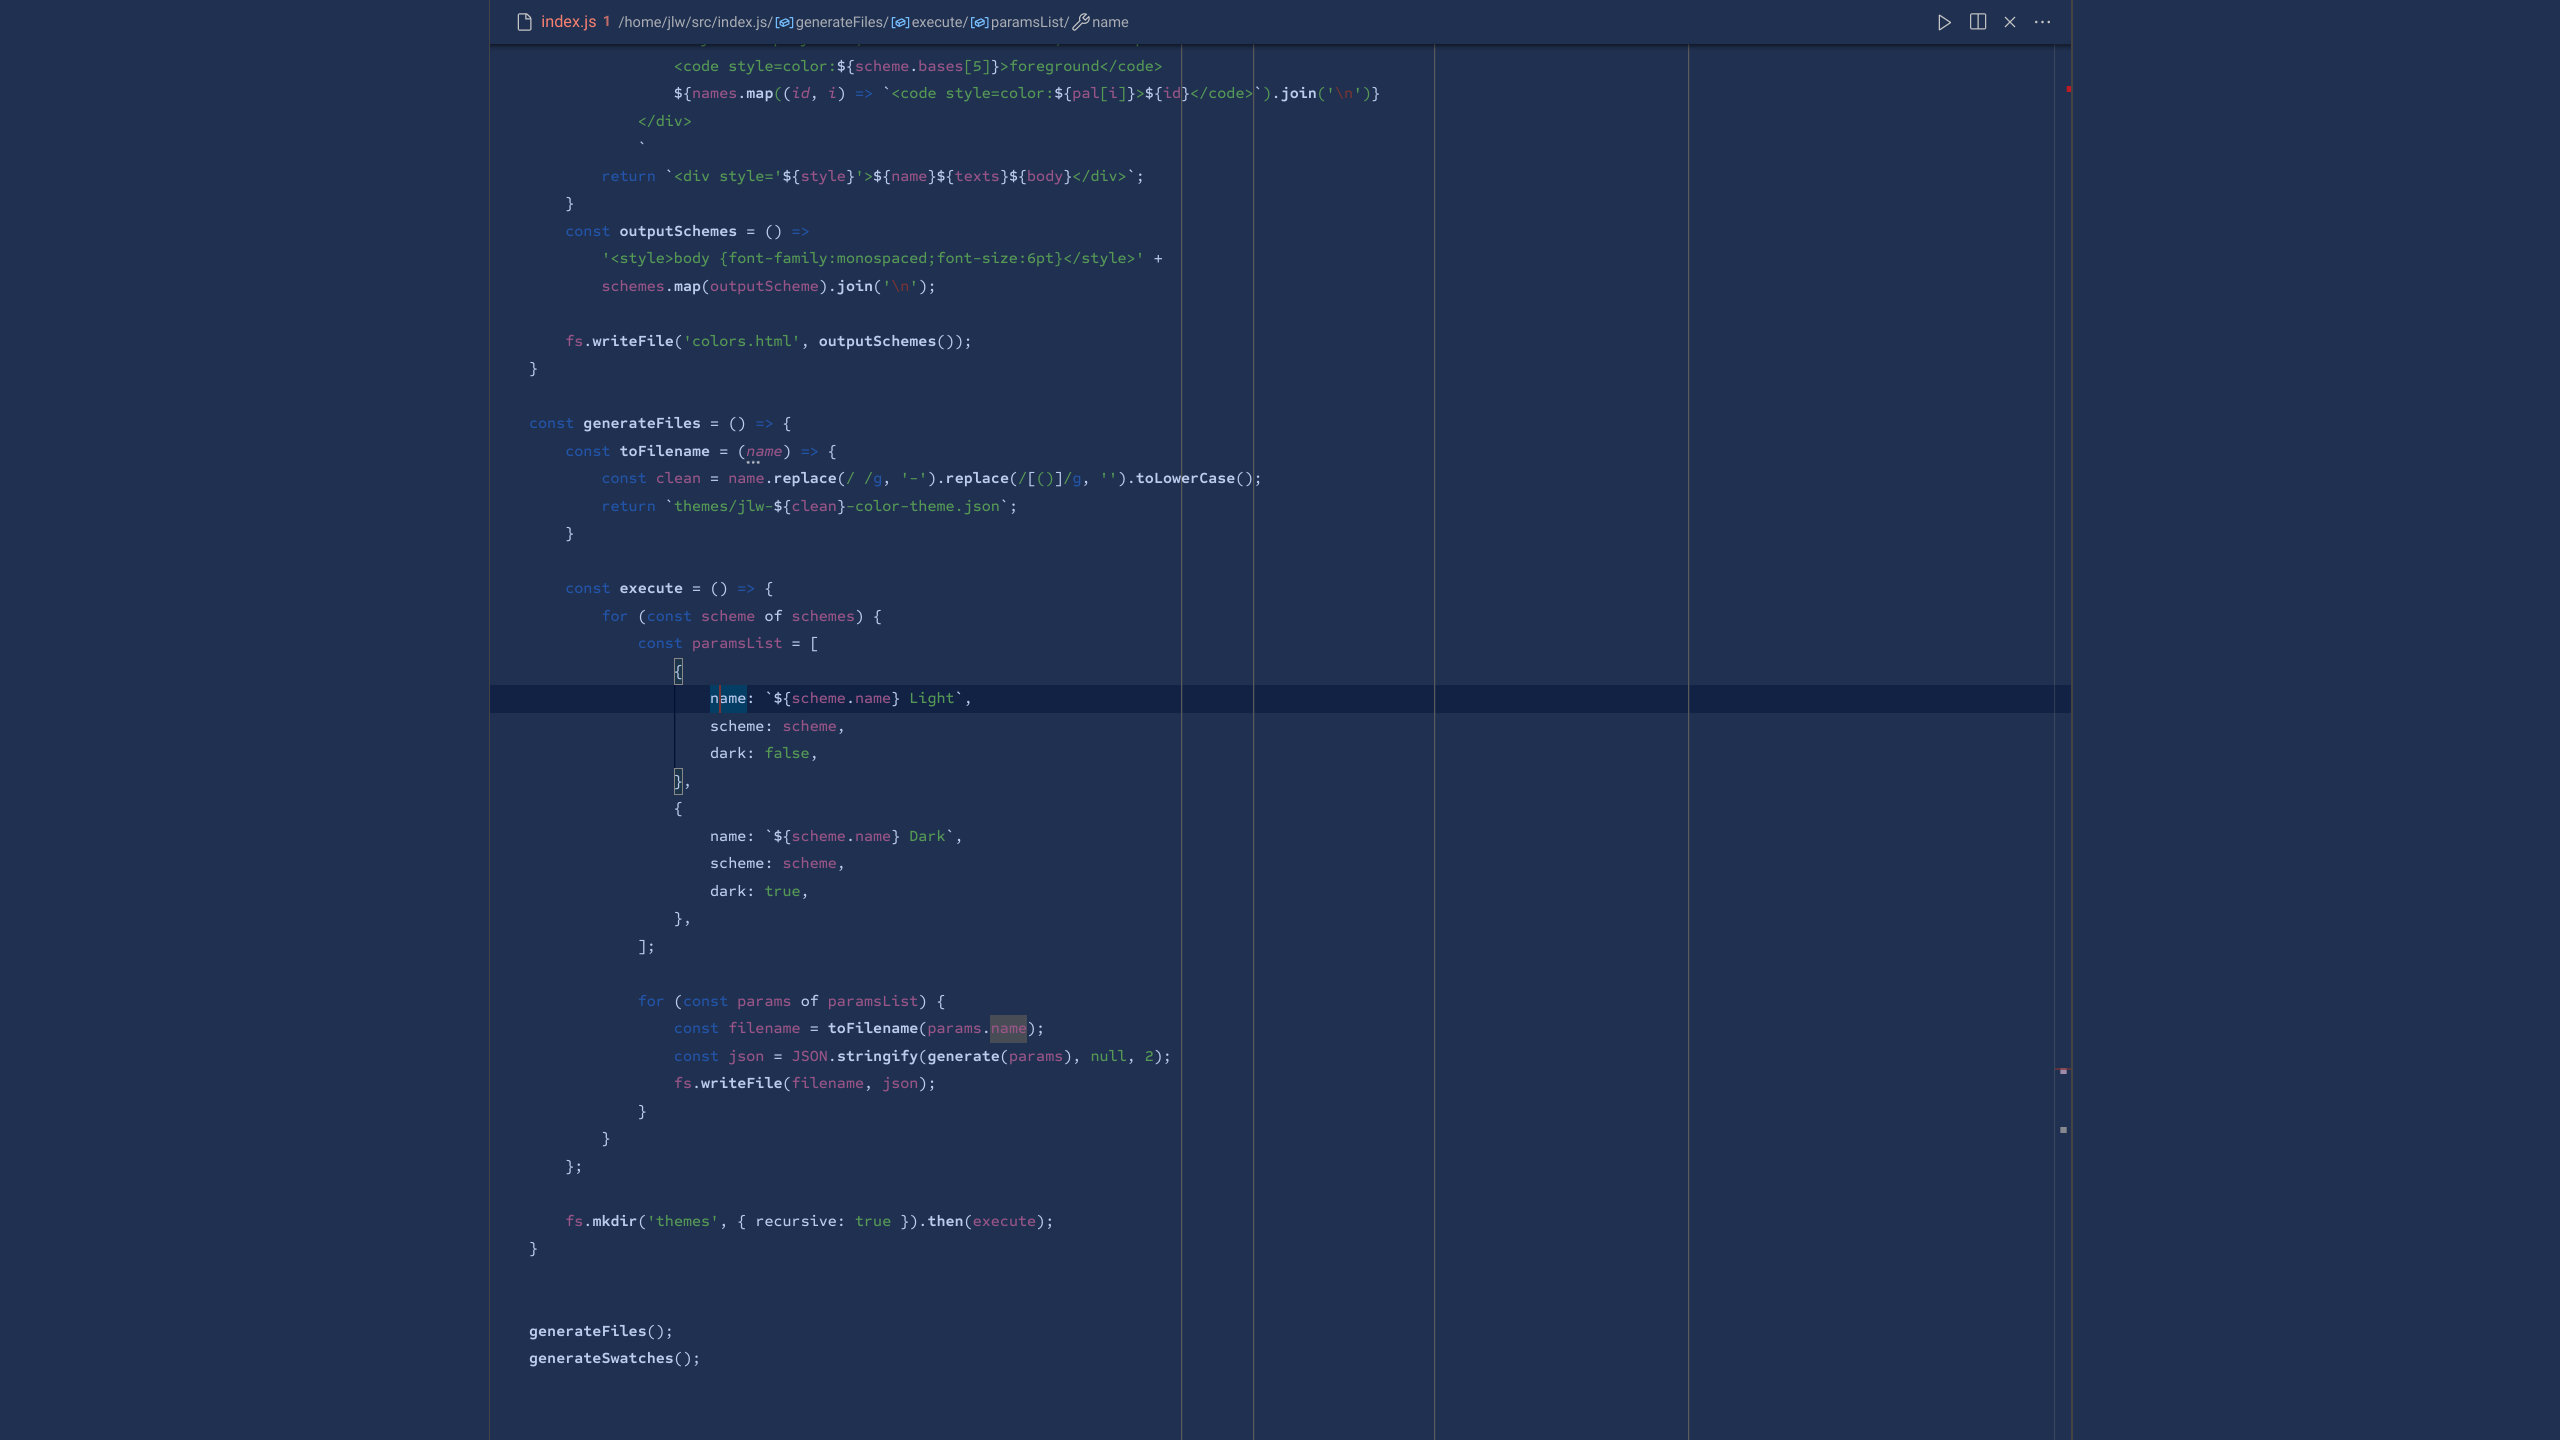 index.js 1 /home/jlw/src/index.js/generateFiles/execute/paramsList/name
<code style=color:${scheme.bases[5]}>foreground</code>
${names.map((id, i) => `<code style=color:${pal[i]}>${id}</code>`).join('\n')}
</div>
`
return `<div style='${style}'>${name}${texts}${body}</div>`;
}
const outputSchemes = () =>
'<style>body {font-family:monospaced;font-size:6pt}</style>' +
schemes.map(outputScheme).join('\n');
fs.writeFile('colors.html', outputSchemes());
}
const generateFiles = () => {
const toFilename = (name) => {
const clean = name.replace(/ /g, '-').replace(/[()]/g, '').toLowerCase();
return `themes/jlw-${clean}-color-theme.json`;
}
const execute = () => {
for (const scheme of schemes) {
const paramsList = [
{
name: `${scheme.name} Light`,
scheme: scheme,
dark: false,
},
{
name: `${scheme.name} Dark`,
scheme: scheme,
dark: true,
},
];
for (const params of paramsList) {
const filename = toFilename(params.name);
const json = JSON.stringify(generate(params), null, 2);
fs.writeFile(filename, json);
}
}
};
fs.mkdir('themes', { recursive: true }).then(execute);
}
generateFiles();
generateSwatches();